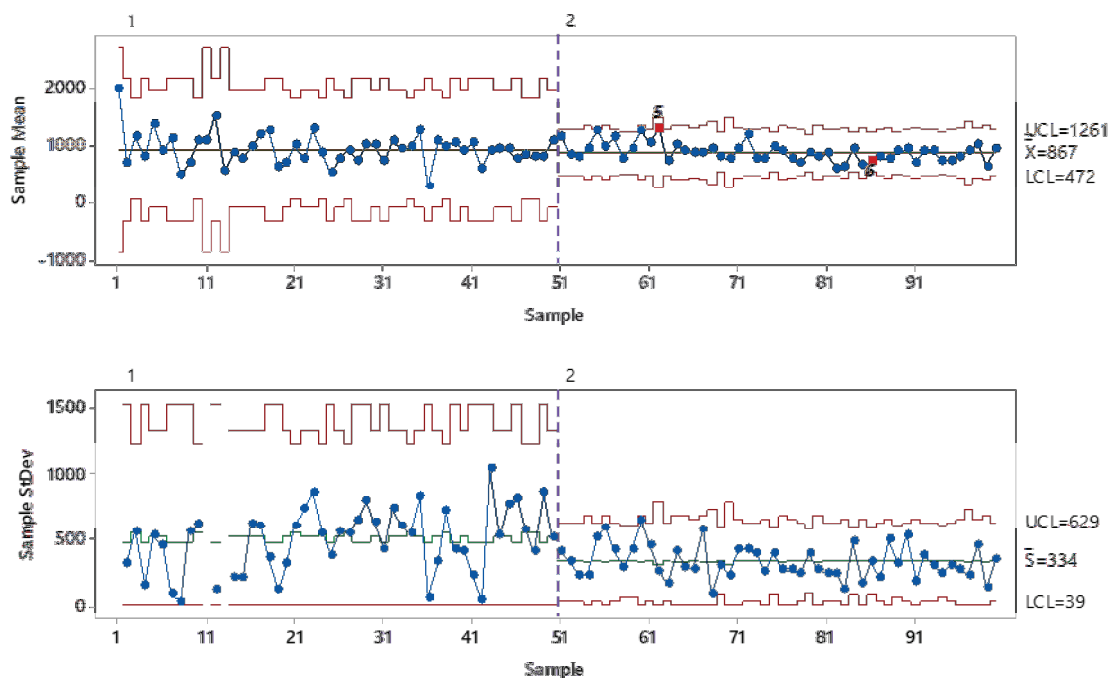 1 2
Sample Mean
2000
1000
0
-1000
UCL=1261
X̿=867
LCL=472
5
6
1 11 21 31 41 51 61 71 81 91
Sample
1 2
Sample StDev
1500
1000
500
0
UCL=629
S̅=334
LCL=39
1 11 21 31 41 51 61 71 81 91
Sample